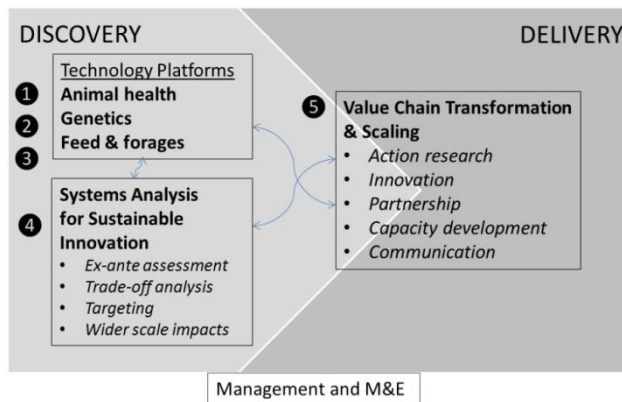 DISCOVERY
DELIVERY
Technology Platforms
1 Animal health
2 Genetics
3 Feed & forages
4
Systems Analysis
for Sustainable
Innovation
• Ex-ante assessment
• Trade-off analysis
• Targeting
• Wider scale impacts
5 Value Chain Transformation
& Scaling
• Action research
• Innovation
• Partnership
• Capacity development
• Communication
Management and M&E